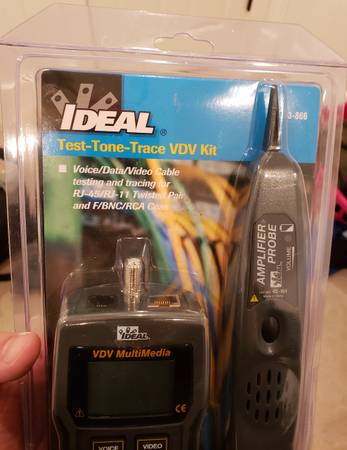 IDEAL®
3-866
Test-Tone-Trace VDV Kit
Voice/Data/Video Cable
testing and tracing for
RJ-45/RJ-11 Twisted Pair
and F/BNC/RCA Coax
AMPLIFIER
PROBE
VOLUME
IDEAL
VDV MultiMedia
CE
VOICE
VIDEO